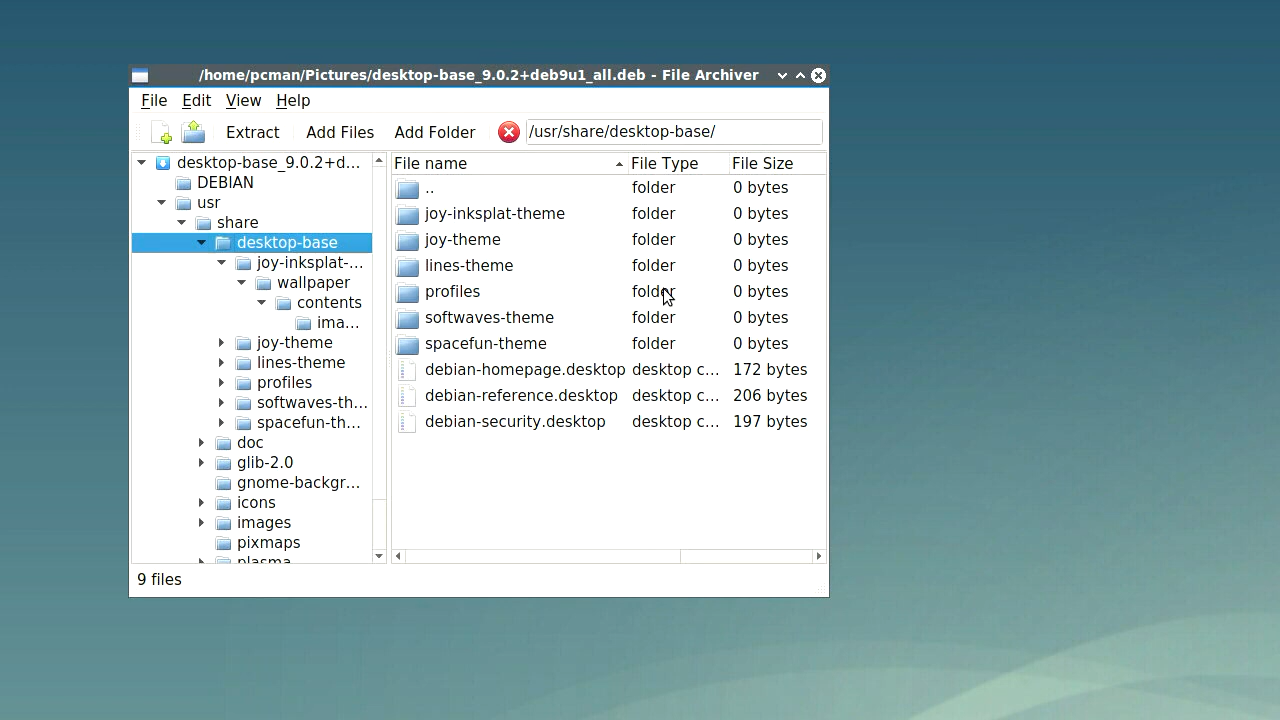 /home/pcman/Pictures/desktop-base_9.0.2+deb9u1_all.deb - File Archiver
File Edit View Help
Extract Add Files Add Folder /usr/share/desktop-base/
desktop-base_9.0.2+d...
DEBIAN
usr
share
desktop-base
joy-inksplat-...
wallpaper
contents
ima...
joy-theme
lines-theme
profiles
softwaves-th...
spacefun-th...
doc
glib-2.0
gnome-backgr...
icons
images
pixmaps
plasma
File name File Type File Size
.. folder 0 bytes
joy-inksplat-theme folder 0 bytes
joy-theme folder 0 bytes
lines-theme folder 0 bytes
profiles folder 0 bytes
softwaves-theme folder 0 bytes
spacefun-theme folder 0 bytes
debian-homepage.desktop desktop c... 172 bytes
debian-reference.desktop desktop c... 206 bytes
debian-security.desktop desktop c... 197 bytes
9 files